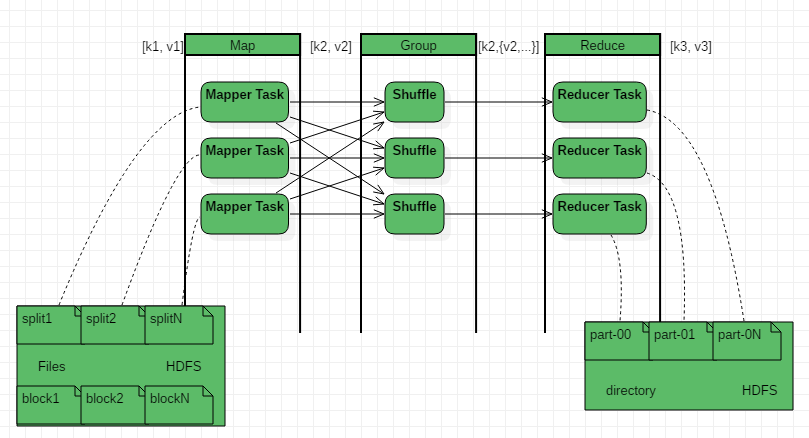 [k1, v1] Map [k2, v2] Group [k2,{v2,...}] Reduce [k3, v3]
Mapper Task Shuffle Reducer Task
Mapper Task Shuffle Reducer Task
Mapper Task Shuffle Reducer Task
split1 split2 splitN
Files HDFS
block1 block2 blockN
part-00 part-01 part-0N
directory HDFS